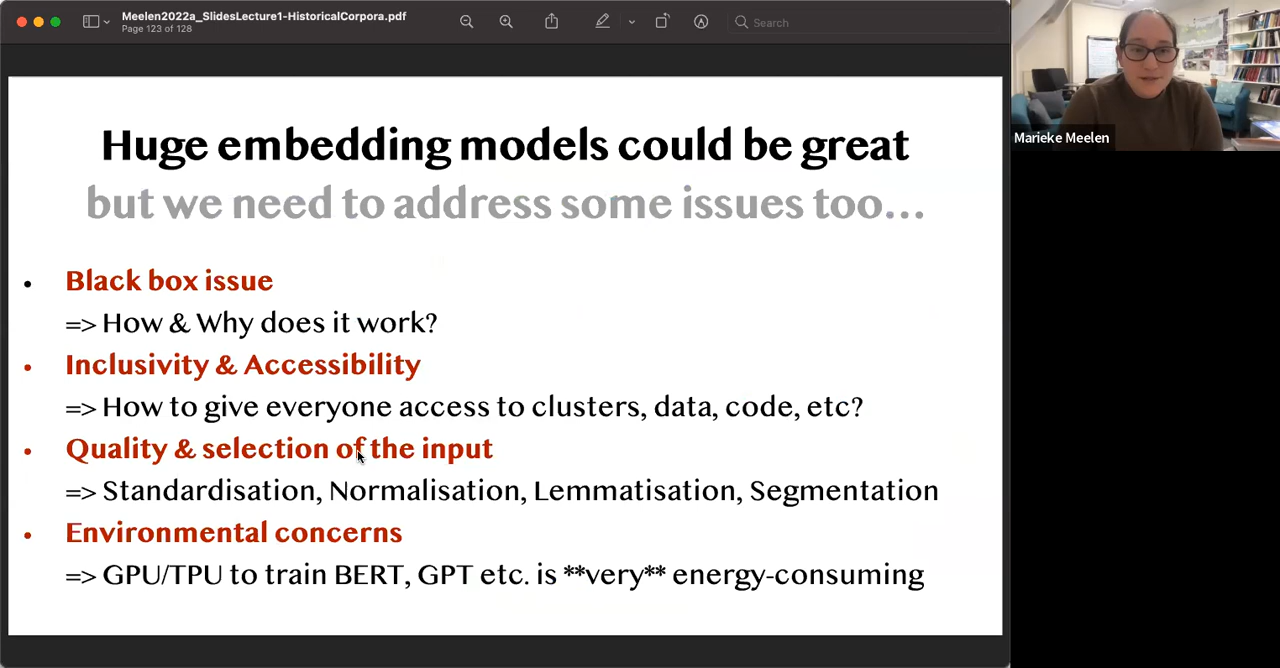 Meelen2022a_SlidesLecture1-HistoricalCorpora.pdf
Page 123 of 128
Search
Huge embedding models could be great
but we need to address some issues too...
• Black box issue
=> How & Why does it work?
• Inclusivity & Accessibility
=> How to give everyone access to clusters, data, code, etc?
• Quality & selection of the input
=> Standardisation, Normalisation, Lemmatisation, Segmentation
• Environmental concerns
=> GPU/TPU to train BERT, GPT etc. is **very** energy-consuming
Marieke Meelen